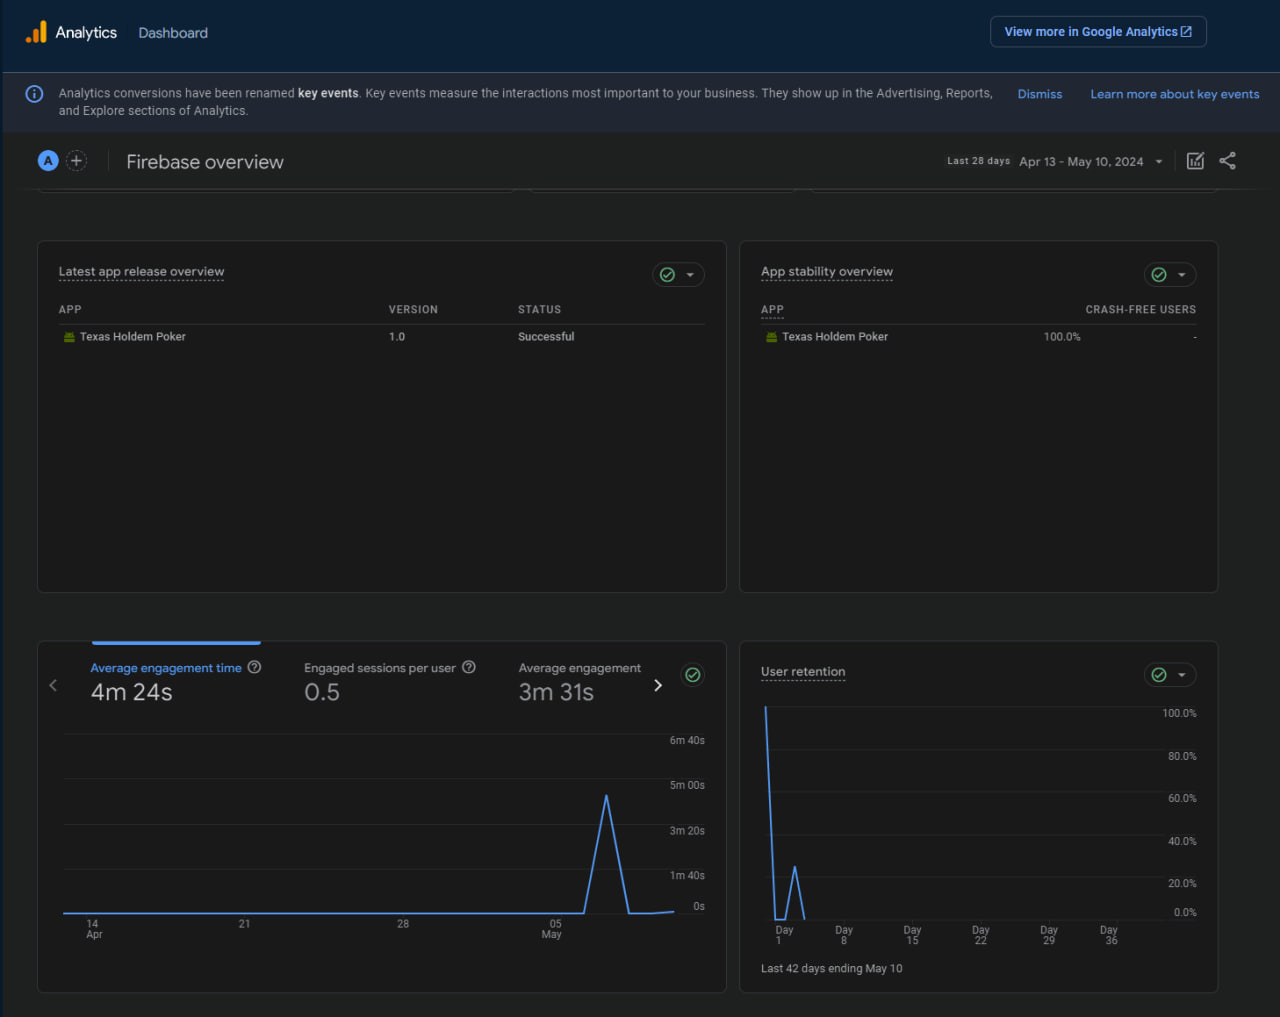 Analytics Dashboard View more in Google Analytics
Analytics conversions have been renamed key events. Key events measure the interactions most important to your business. They show up in the Advertising, Reports,
and Explore sections of Analytics.
Dismiss Learn more about key events
A Firebase overview Last 28 days Apr 13 - May 10, 2024
Latest app release overview
APP VERSION STATUS
Texas Holdem Poker 1.0 Successful
App stability overview
APP CRASH-FREE USERS
Texas Holdem Poker 100.0% -
Average engagement time
4m 24s
Engaged sessions per user
0.5
Average engagement
3m 31s
6m 40s
5m 00s
3m 20s
1m 40s
0s
14 21 28 05
Apr May
User retention
100.0%
80.0%
60.0%
40.0%
20.0%
0.0%
Day Day Day Day Day Day
1 8 15 22 29 36
Last 42 days ending May 10